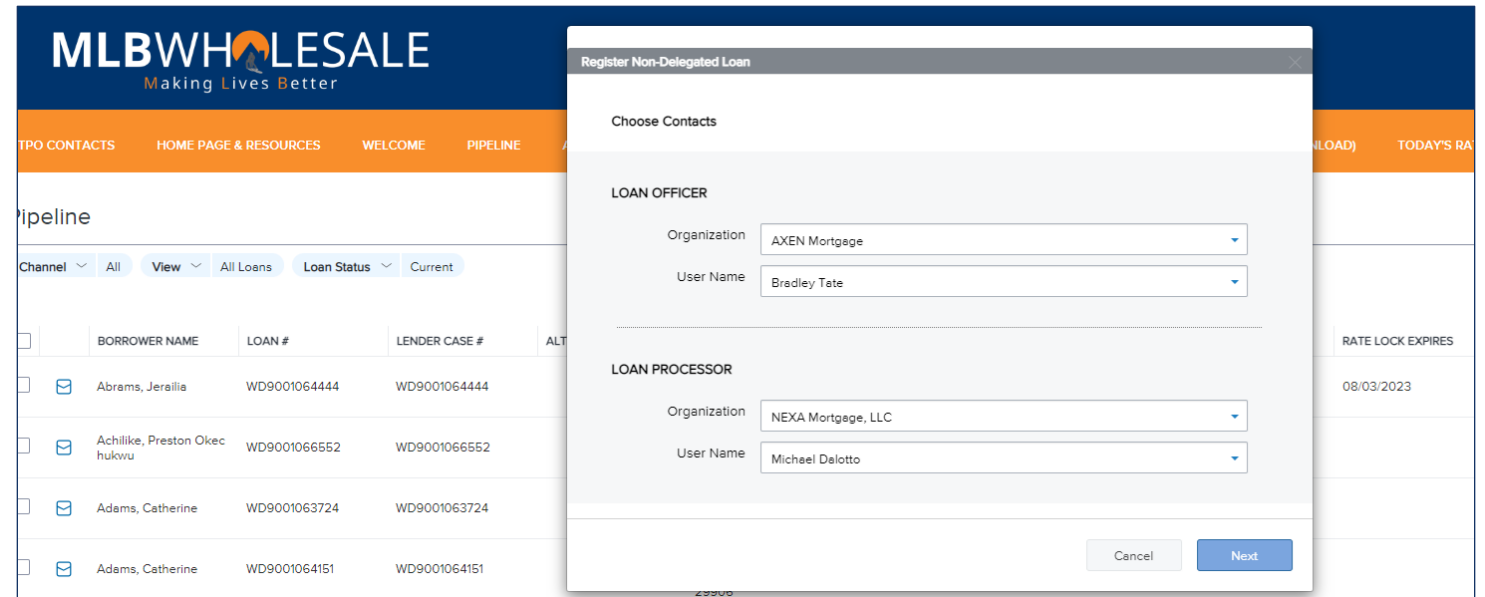 MLBWHOLESALE
Making Lives Better
TPO CONTACTS HOME PAGE & RESOURCES WELCOME PIPELINE TODAY'S
Pipeline
Channel All View All Loans Loan Status Current
BORROWER NAME LOAN # LENDER CASE # ALT RATE LOCK EXPIRES
Abrams, Jerailia WD9001064444 WD9001064444 08/03/2023
Achilike, Preston Okec
hukwu WD9001066552 WD9001066552
Adams, Catherine WD9001063724 WD9001063724
Adams, Catherine WD9001064151 WD9001064151
Register Non-Delegated Loan
Choose Contacts
LOAN OFFICER
Organization AXEN Mortgage
User Name Bradley Tate
LOAN PROCESSOR
Organization NEXA Mortgage, LLC
User Name Michael Dalotto
Cancel Next